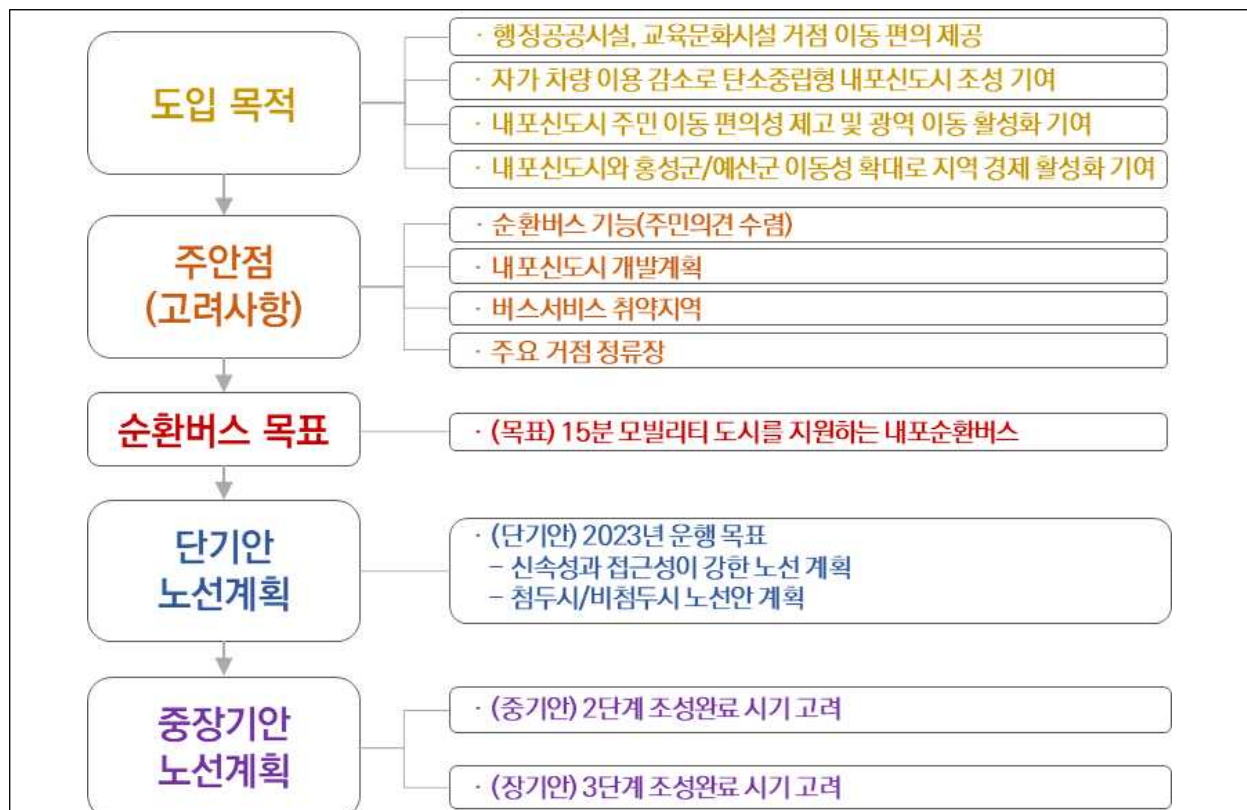 도입 목적
· 행정공공시설, 교육문화시설 거점 이동 편의 제공
· 자가 차량 이용 감소로 탄소중립형 내포신도시 조성 기여
· 내포신도시 주민 이동 편의성 제고 및 광역 이동 활성화 기여
· 내포신도시와 홍성군/예산군 이동성 확대로 지역 경제 활성화 기여
주안점
(고려사항)
· 순환버스 기능(주민의견 수렴)
· 내포신도시 개발계획
· 버스서비스 취약지역
· 주요 거점 정류장
순환버스 목표
· (목표) 15분 모빌리티 도시를 지원하는 내포순환버스
단기안
노선계획
· (단기안) 2023년 운행 목표
– 신속성과 접근성이 강한 노선 계획
– 첨두시/비첨두시 노선안 계획
중장기안
노선계획
· (중기안) 2단계 조성완료 시기 고려
· (장기안) 3단계 조성완료 시기 고려